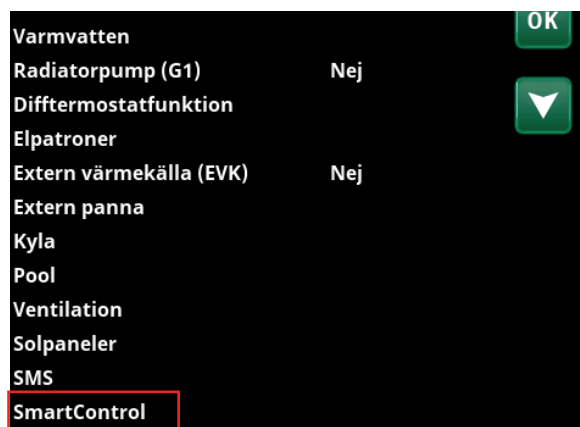 OK
Varmvatten
Radiatorpump (G1) Nej
Difftermostatfunktion
Elpatroner
Extern värmekälla (EVK) Nej
Extern panna
Kyla
Pool
Ventilation
Solpaneler
SMS
SmartControl